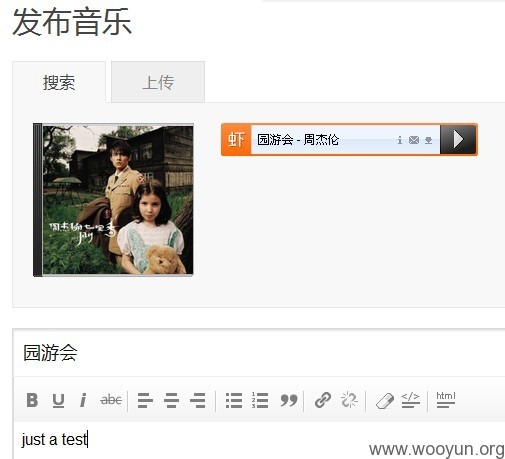 发布音乐
搜索 上传
虾 园游会 - 周杰伦
周杰伦 七里香
Jay
园游会
B U i abc html
just a test
www.wooyun.org